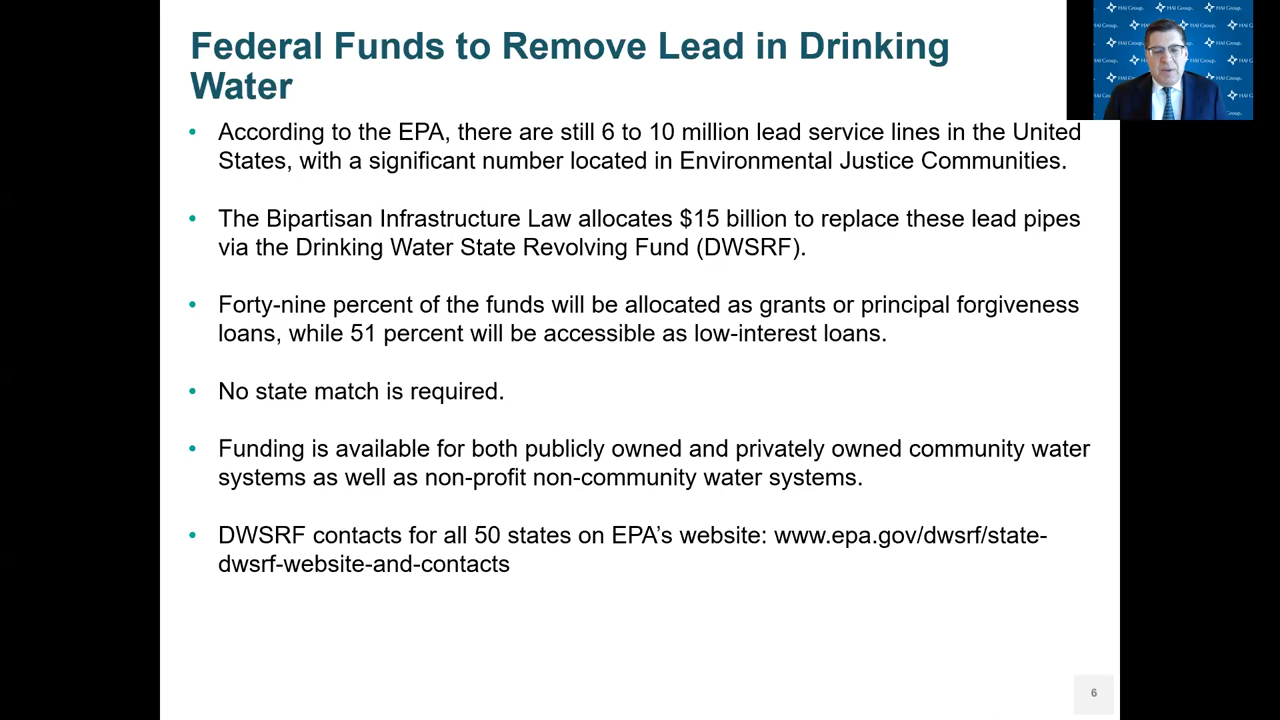 Federal Funds to Remove Lead in Drinking
Water
• According to the EPA, there are still 6 to 10 million lead service lines in the United
States, with a significant number located in Environmental Justice Communities.
• The Bipartisan Infrastructure Law allocates $15 billion to replace these lead pipes
via the Drinking Water State Revolving Fund (DWSRF).
• Forty-nine percent of the funds will be allocated as grants or principal forgiveness
loans, while 51 percent will be accessible as low-interest loans.
• No state match is required.
• Funding is available for both publicly owned and privately owned community water
systems as well as non-profit non-community water systems.
• DWSRF contacts for all 50 states on EPA’s website: www.epa.gov/dwsrf/state-
dwsrf-website-and-contacts
6
HAI Group.